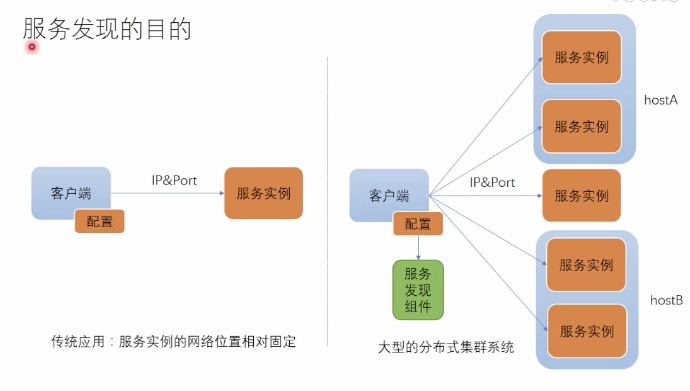 服务发现的目的
客户端
配置
IP&Port
服务实例
传统应用：服务实例的网络位置相对固定
客户端
配置
服务
发现
组件
IP&Port
服务实例
服务实例
hostA
服务实例
服务实例
服务实例
hostB
大型的分布式集群系统